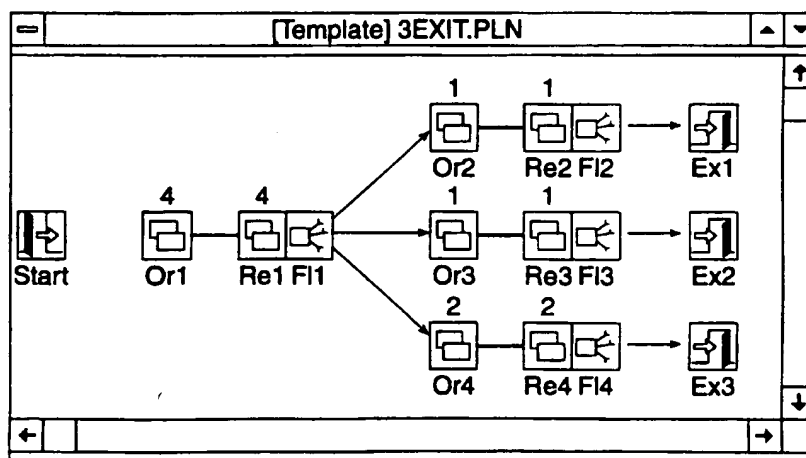 [Template] 3EXIT.PLN
1 1
Or2 Re2 Fl2 Ex1
4 4 1 1
Start Or1 Re1 Fl1 Or3 Re3 Fl3 Ex2
2 2
Or4 Re4 Fl4 Ex3